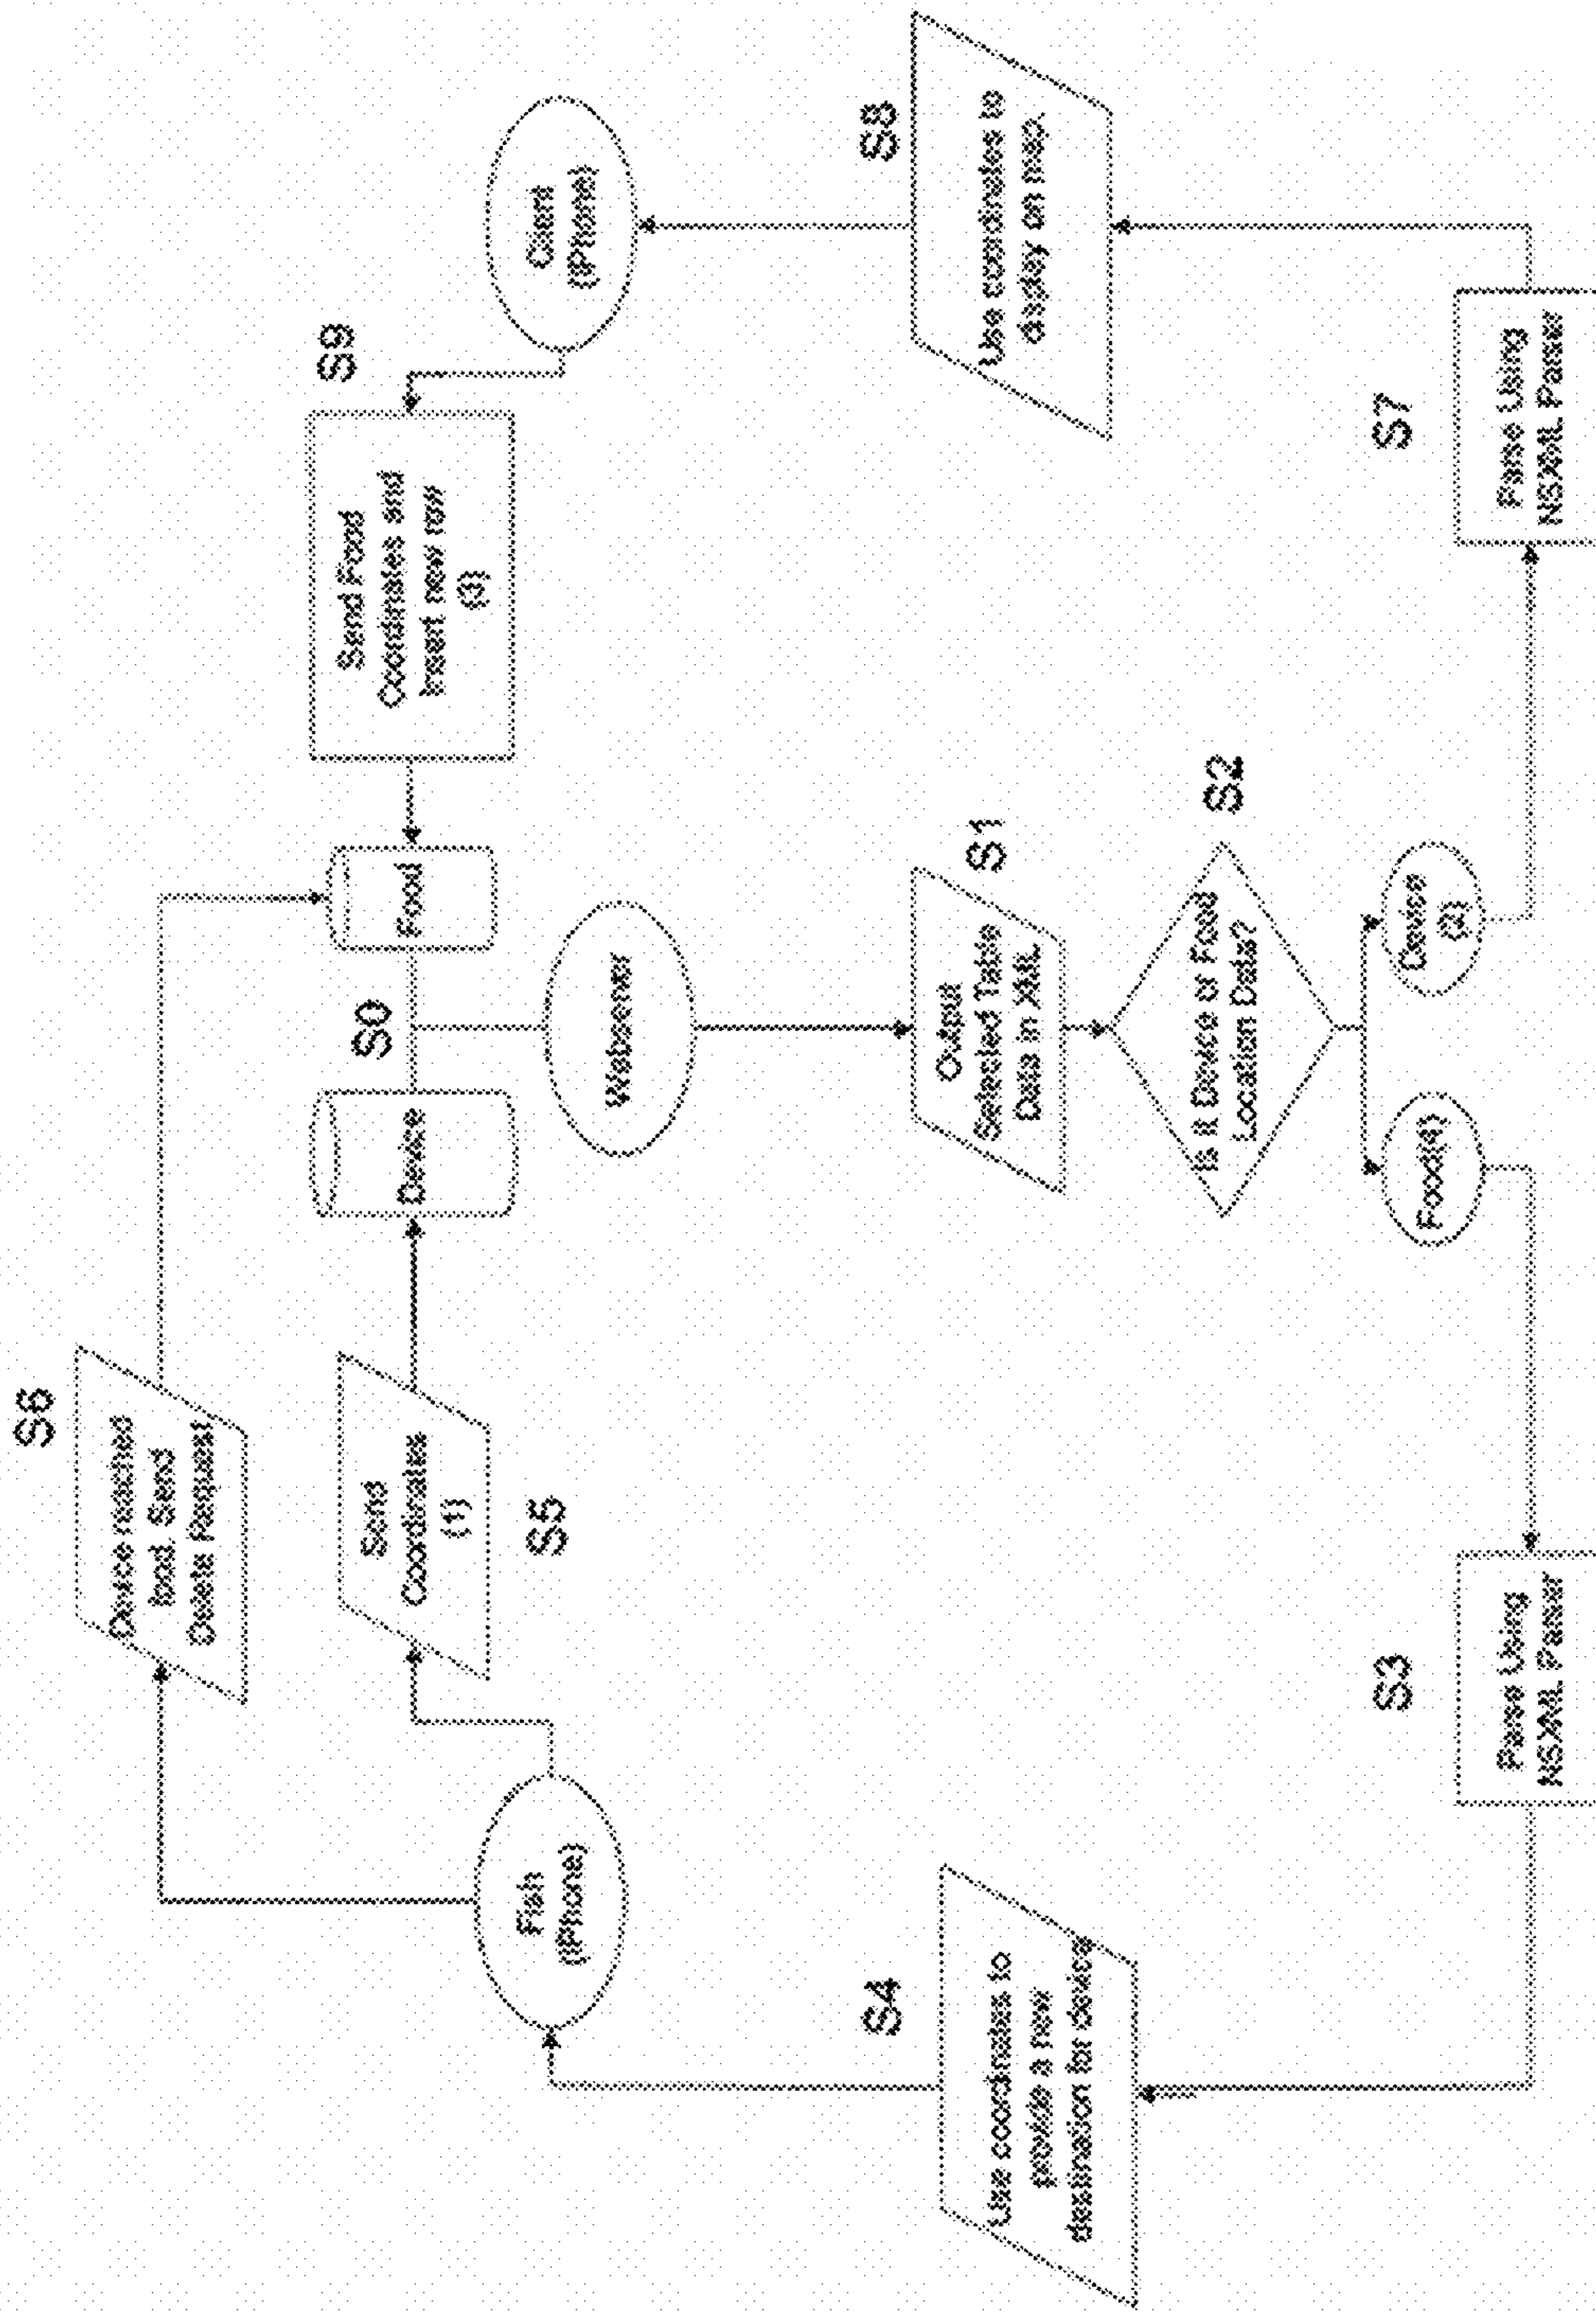 S6
Device reached
food. Send
Delete Request
S9
Send Food
Coordinates and
Insert new row
(3)
Send
Coordinates
(1)
S5
Device
S0
Food
Fish
(iPhone)
Webserver
Client
(iPhone)
S4
Use coordinates to
provide a new
destination for device
Output
Selected Table
Data in XML
S1
S8
Use coordinates to
display on map.
Is it Device or Food
Location Data?
S2
Food(4)
Device
(2)
S3
Parse Using
NSXML Parser
S7
Parse Using
NSXML Parser